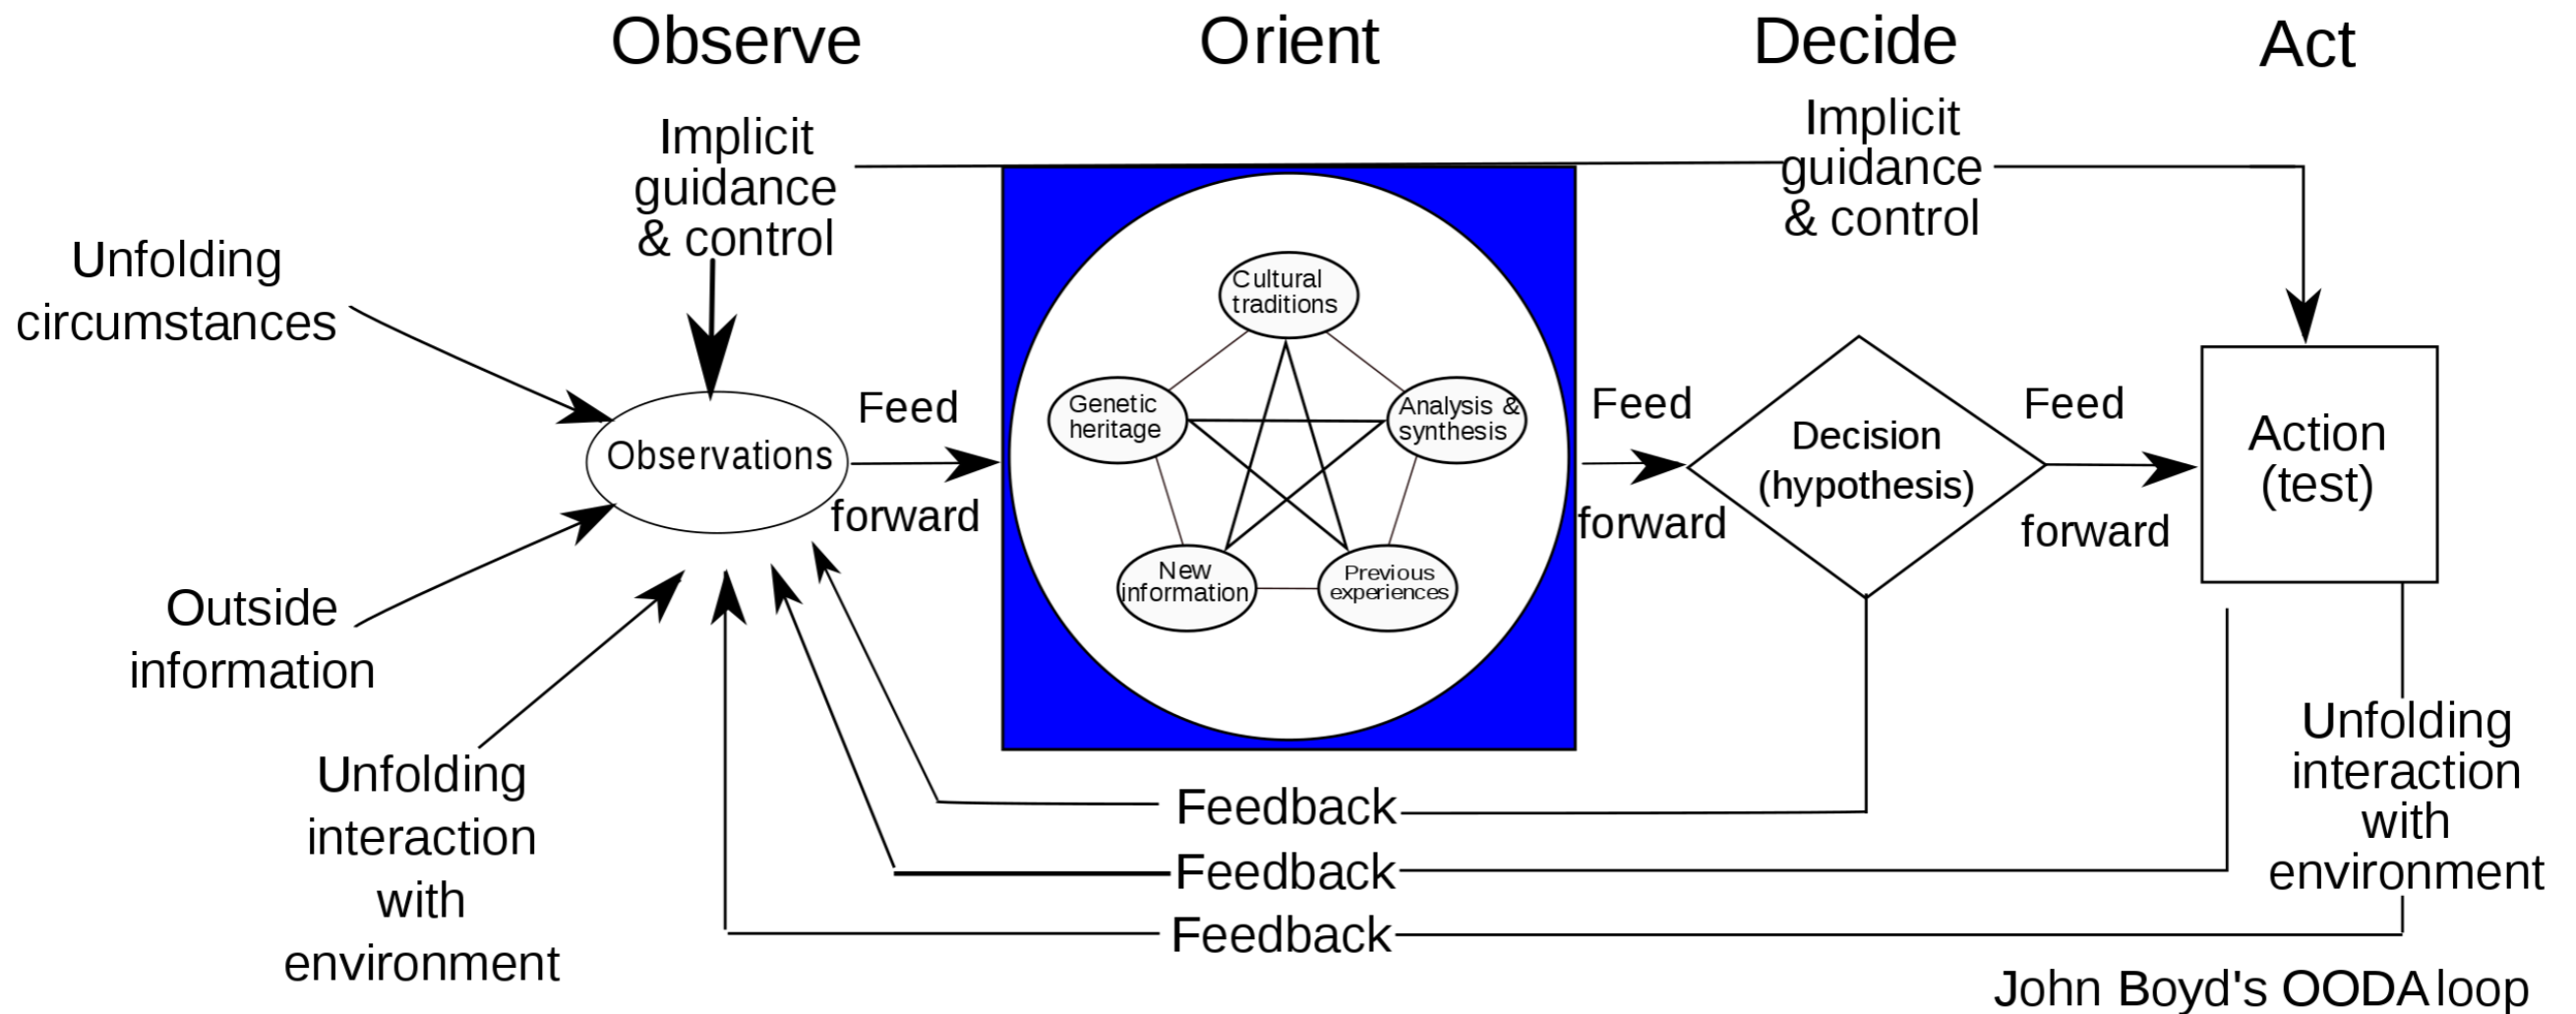 Observe
Orient
Decide
Act
Implicit
guidance
& control
Implicit
guidance
& control
Unfolding
circumstances
Cultural
traditions
Genetic
heritage
Analysis &
synthesis
New
information
Previous
experiences
Observations
Feed
forward
Feed
forward
Decision
(hypothesis)
Feed
forward
Action
(test)
Outside
information
Unfolding
interaction
with
environment
Feedback
Feedback
Feedback
Unfolding
interaction
with
environment
John Boyd's OODA loop